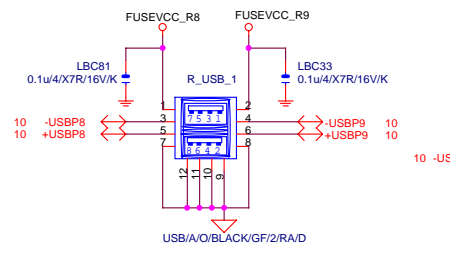 FUSEVCC_R8 FUSEVCC_R9
LBC81 LBC33
0.1u/4/X7R/16V/K R_USB_1 0.1u/4/X7R/16V/K
1 2
10 -USBP8 3 7 5 3 1 4 -USBP9 10
10 +USBP8 5 6 +USBP9 10
7 8 6 4 2 8
10 -US
12 11 10 9
USB/A/O/BLACK/GF/2/RA/D